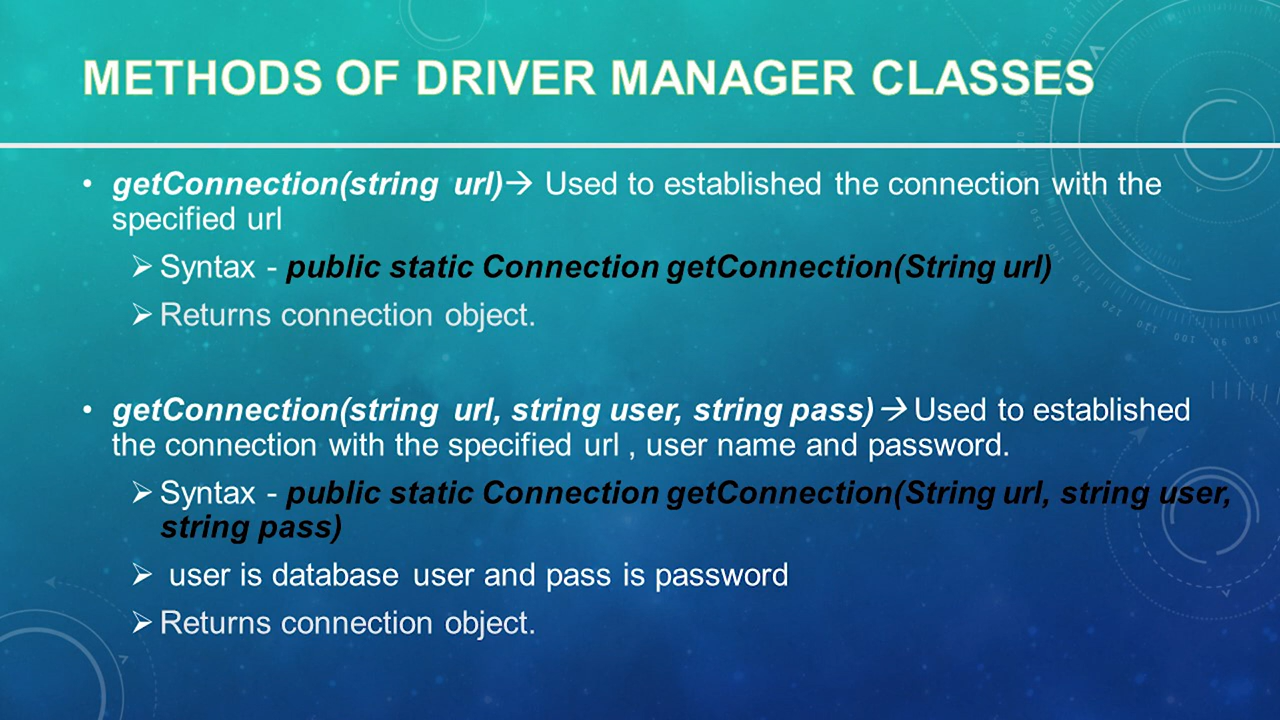 METHODS OF DRIVER MANAGER CLASSES
• getConnection(string url)→ Used to established the connection with the
specified url
➢ Syntax - public static Connection getConnection(String url)
➢ Returns connection object.
• getConnection(string url, string user, string pass)→ Used to established
the connection with the specified url , user name and password.
➢ Syntax - public static Connection getConnection(String url, string user,
string pass)
➢ user is database user and pass is password
➢ Returns connection object.